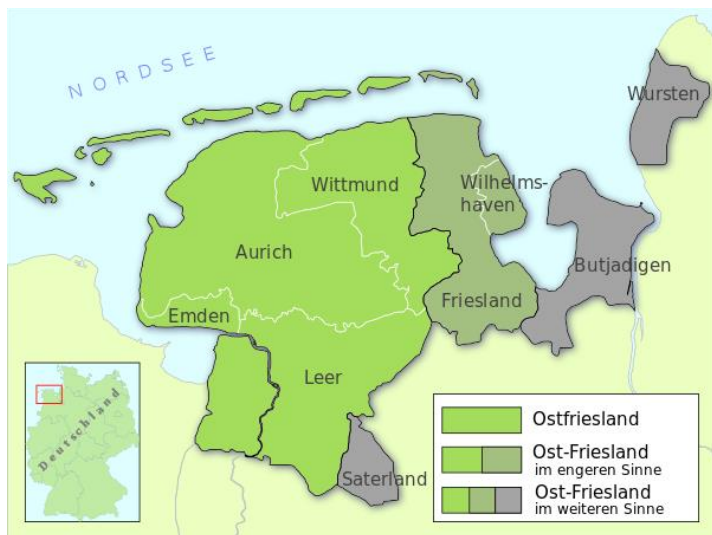 NORDSEE
Wursten
Wittmund
Wilhelms-
haven
Aurich
Butjadigen
Friesland
Emden
Leer
Saterland
Deutschland
Ostfriesland
Ost-Friesland
im engeren Sinne
Ost-Friesland
im weiteren Sinne